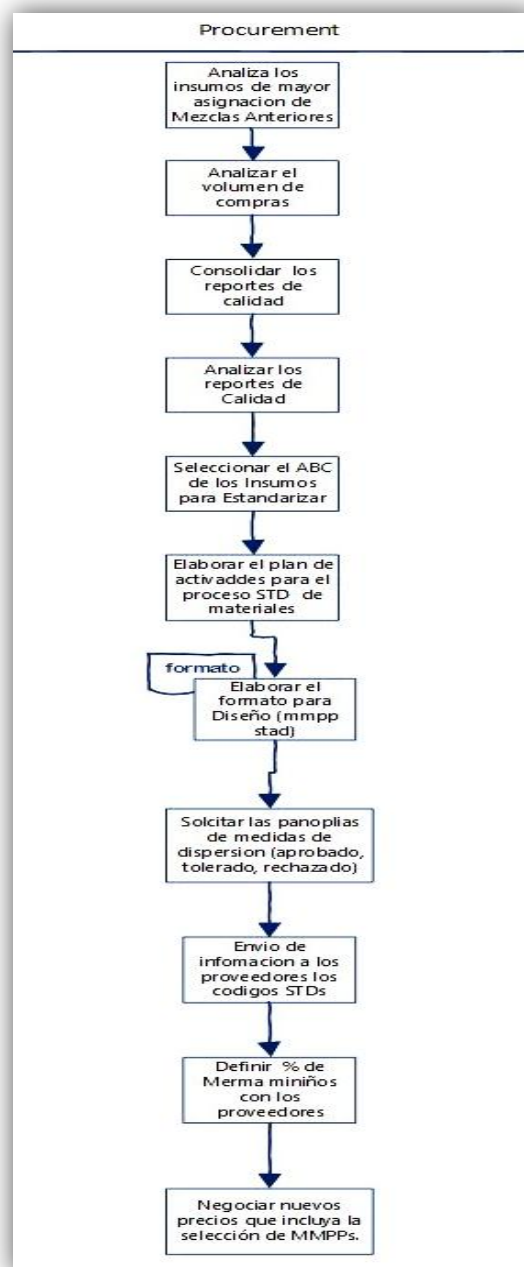 Procurement
Analiza los
insumos de mayor
asignacion de
Mezclas Anteriores
Analizar el
volumen de
compras
Consolidar los
reportes de
calidad
Analizar los
reportes de
Calidad
Seleccionar el ABC
de los Insumos
para Estandarizar
Elaborar el plan de
activaddes para el
proceso STD de
materiales
formato
Elaborar el
formato para
Diseño (mmpp
stad)
Solcitar las panoplias
de medidas de
dispersion (aprobado,
tolerado, rechazado)
Envio de
infomacion a los
proveedores los
codigos STDs
Definir % de
Merma miniños
con los
proveedores
Negociar nuevos
precios que incluya la
selección de MMPPs.